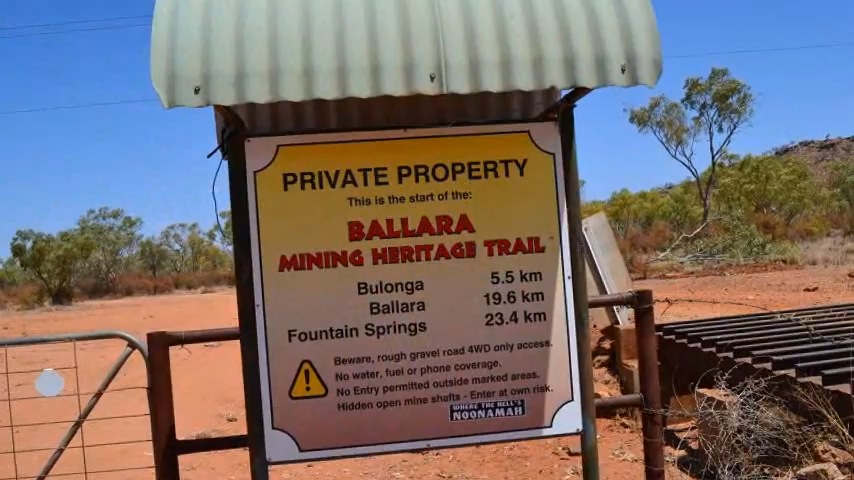 PRIVATE PROPERTY
This is the start of the:
BALLARA
MINING HERITAGE TRAIL
Bulonga 5.5 km
Ballara 19.6 km
Fountain Springs 23.4 km
Beware, rough gravel road - 4WD only access.
No water, fuel or phone coverage.
No Entry permitted outside marked areas.
Hidden open mine shafts - Enter at own risk
WHERE THE HELL'S
NOONAMAH